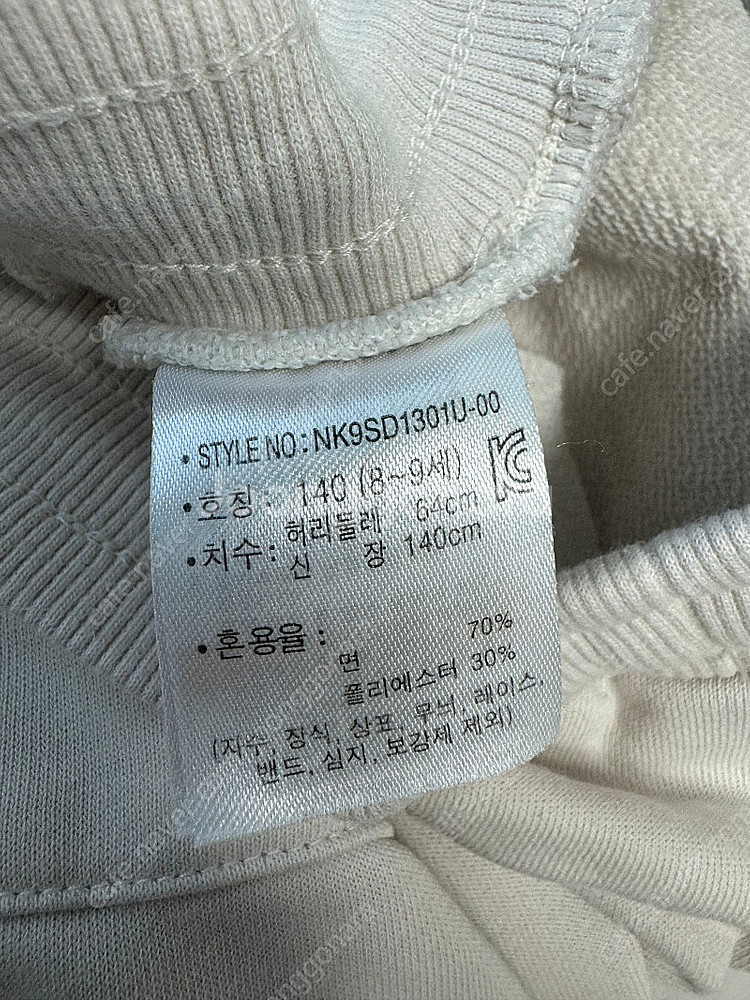 • STYLE NO : NK9SD1301U-00
• 호칭 : 140 (8~9세)
• 치수 : 허리둘레 64cm
신 장 140cm
• 혼용율 :
면 70%
폴리에스터 30%
(자수, 장식, 상표, 무늬, 레이스,
밴드, 심지, 보강제 제외)
cafe.naver.c
cafe.naver